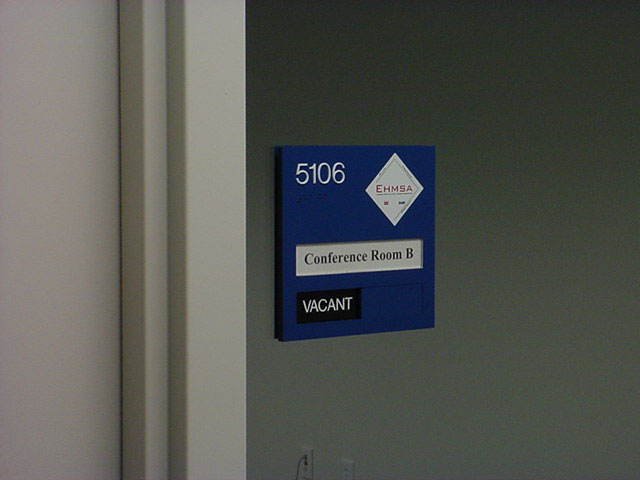 5106
EHMSA
Conference Room B
VACANT